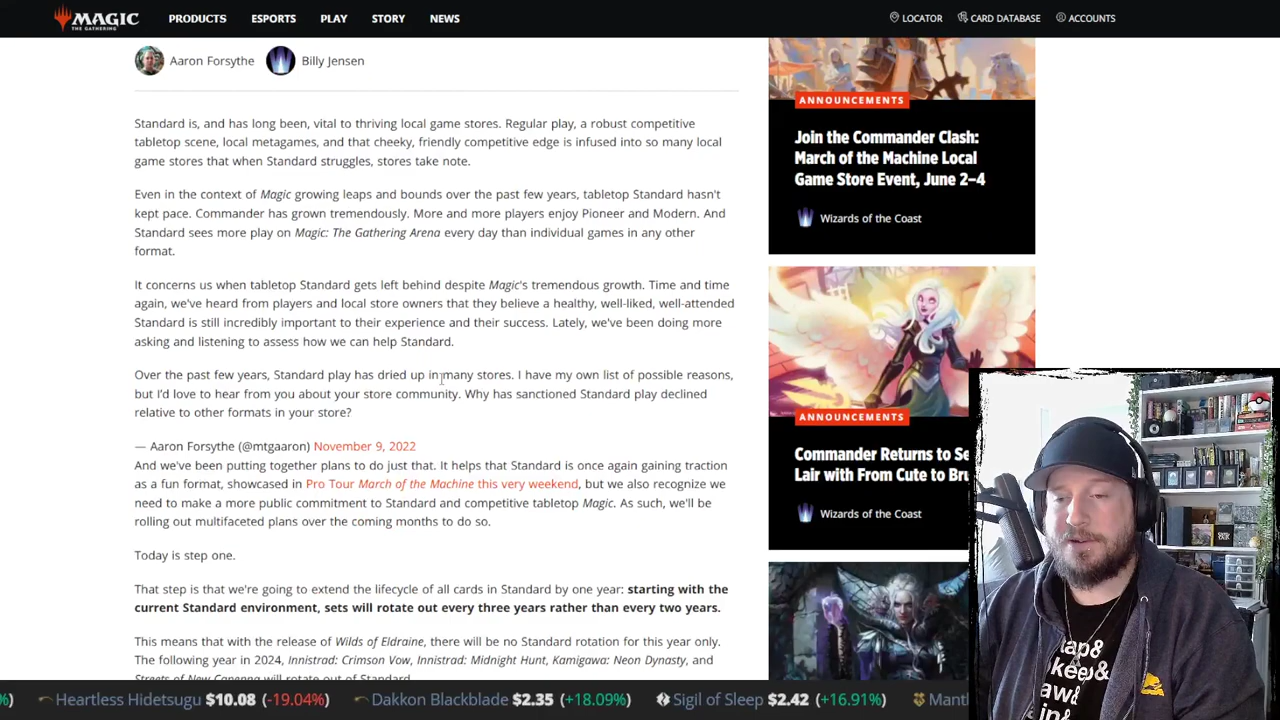 MAGIC
THE GATHERING
PRODUCTS
ESPORTS
PLAY
STORY
NEWS
LOCATOR
CARD DATABASE
ACCOUNTS
Aaron Forsythe
Billy Jensen
Standard is, and has long been, vital to thriving local game stores. Regular play, a robust competitive
tabletop scene, local metagames, and that cheeky, friendly competitive edge is infused into so many local
game stores that when Standard struggles, stores take note.
Even in the context of Magic growing leaps and bounds over the past few years, tabletop Standard hasn't
kept pace. Commander has grown tremendously. More and more players enjoy Pioneer and Modern. And
Standard sees more play on Magic: The Gathering Arena every day than individual games in any other
format.
It concerns us when tabletop Standard gets left behind despite Magic's tremendous growth. Time and time
again, we've heard from players and local store owners that they believe a healthy, well-liked, well-attended
Standard is still incredibly important to their experience and their success. Lately, we've been doing more
asking and listening to assess how we can help Standard.
Over the past few years, Standard play has dried up in many stores. I have my own list of possible reasons,
but I'd love to hear from you about your store community. Why has sanctioned Standard play declined
relative to other formats in your store?
— Aaron Forsythe (@mtgaaron) November 9, 2022
And we've been putting together plans to do just that. It helps that Standard is once again gaining traction
as a fun format, showcased in Pro Tour March of the Machine this very weekend, but we also recognize we
need to make a more public commitment to Standard and competitive tabletop Magic. As such, we'll be
rolling out multifaceted plans over the coming months to do so.
Today is step one.
That step is that we're going to extend the lifecycle of all cards in Standard by one year: starting with the
current Standard environment, sets will rotate out every three years rather than every two years.
This means that with the release of Wilds of Eldraine, there will be no Standard rotation for this year only.
The following year in 2024, Innistrad: Crimson Vow, Innistrad: Midnight Hunt, Kamigawa: Neon Dynasty, and
Streets of New Capenna will rotate out of Standard.
ANNOUNCEMENTS
Join the Commander Clash:
March of the Machine Local
Game Store Event, June 2–4
Wizards of the Coast
ANNOUNCEMENTS
Commander Returns to Se
Lair with From Cute to Bru
Wizards of the Coast
%)
Heartless Hidetsugu $10.08 (-19.04%)
Dakkon Blackblade $2.35 (+18.09%)
Sigil of Sleep $2.42 (+16.91%)
Mant